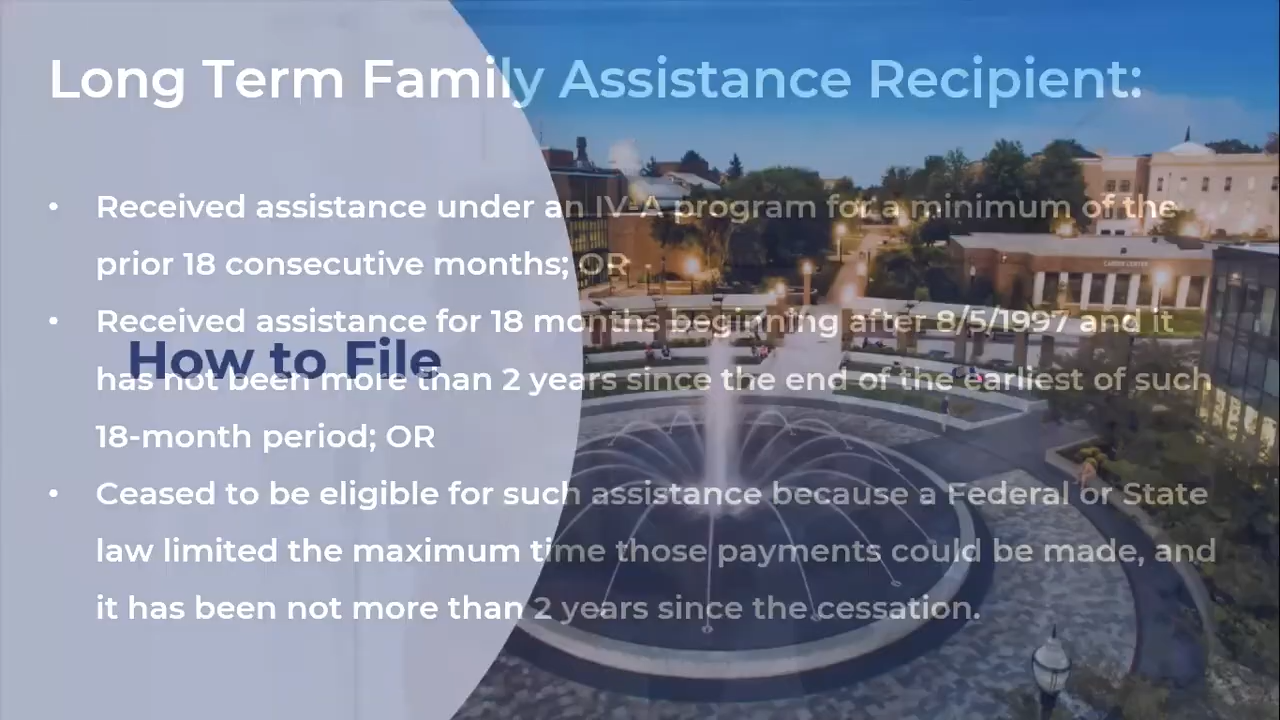 Long Term Family Assistance Recipient:
• Received assistance under an IV-A program for a minimum of the
prior 18 consecutive months; OR
• Received assistance for 18 months beginning after 8/5/1997 and it
How to File
has not been more than 2 years since the end of the earliest of such
18-month period; OR
• Ceased to be eligible for such assistance because a Federal or State
law limited the maximum time those payments could be made, and
it has been not more than 2 years since the cessation.